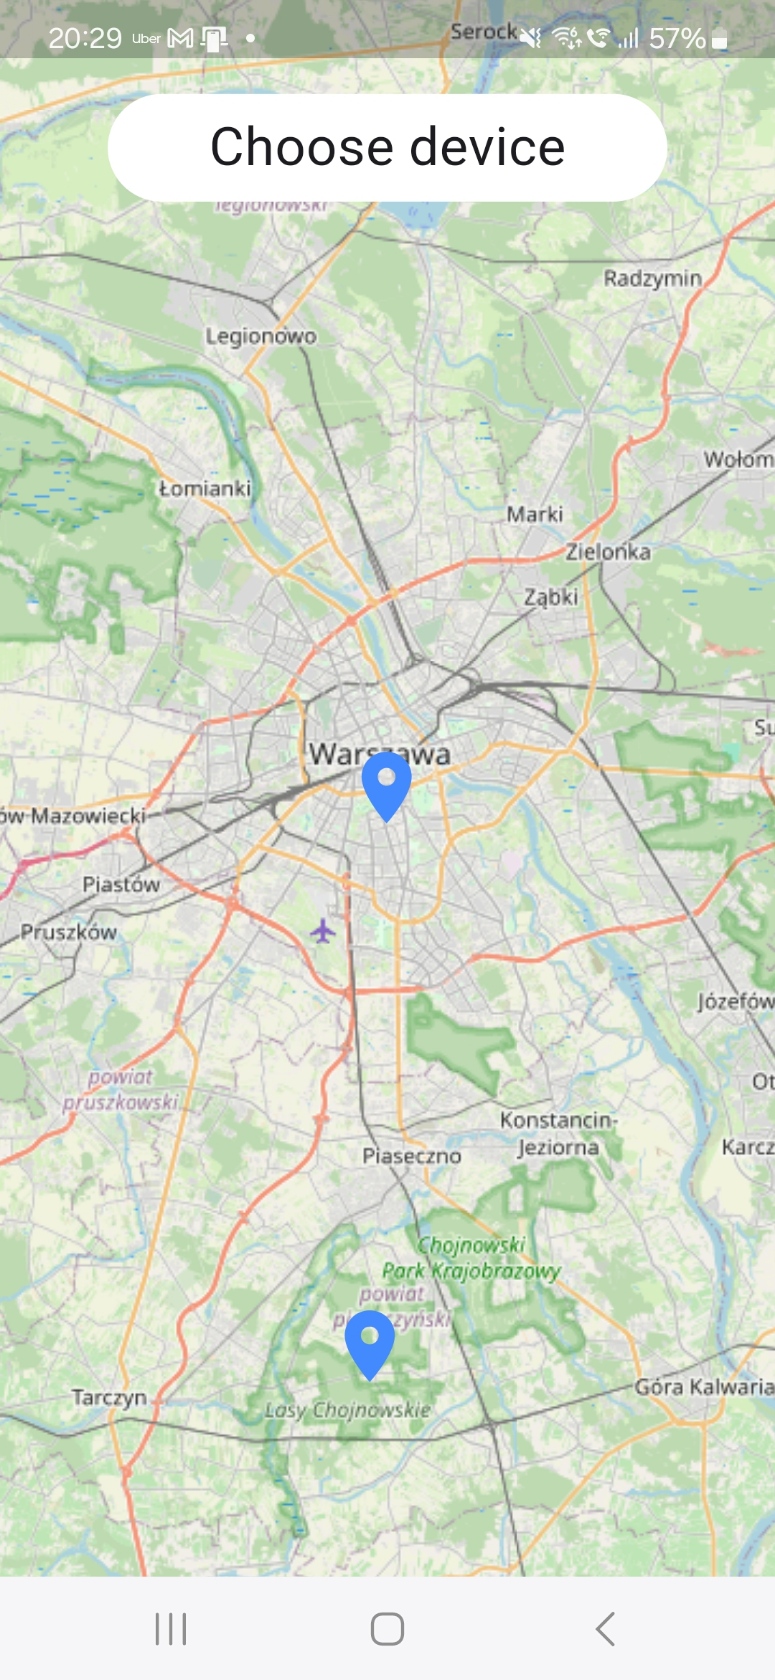 20:29 Uber
57%
Serock
Choose device
legionowski
Radzymin
Legionowo
Wołom
Łomianki
Marki
Zielonka
Ząbki
Su
Warszawa
ów Mazowiecki
Piastów
Pruszków
Józefów
powiat
pruszkowski
Ot
Konstancin-
Jeziorna
Karcz
Piaseczno
Chojnowski
Park Krajobrazowy
powiat
Góra Kalwaria
Tarczyn
Lasy Chojnowskie